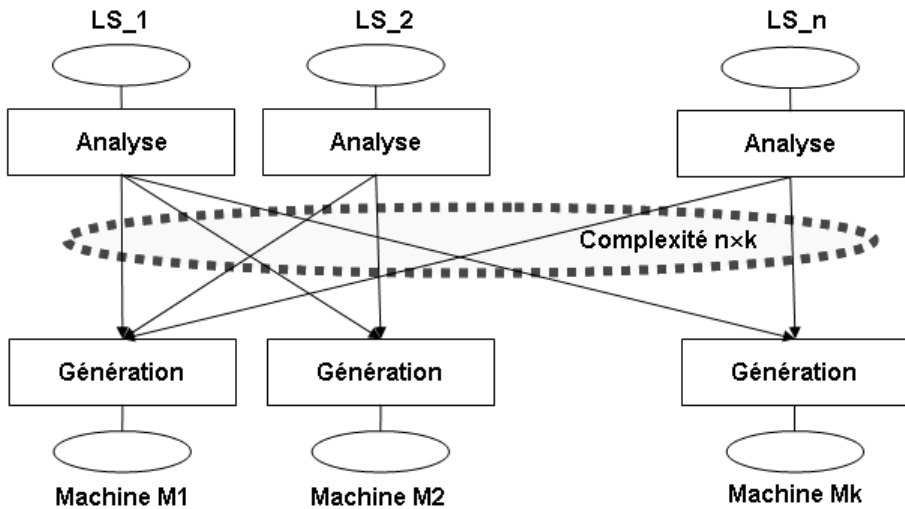 LS_1
LS_2
LS_n
Analyse
Analyse
Analyse
Complexité n×k
Génération
Génération
Génération
Machine M1
Machine M2
Machine Mk